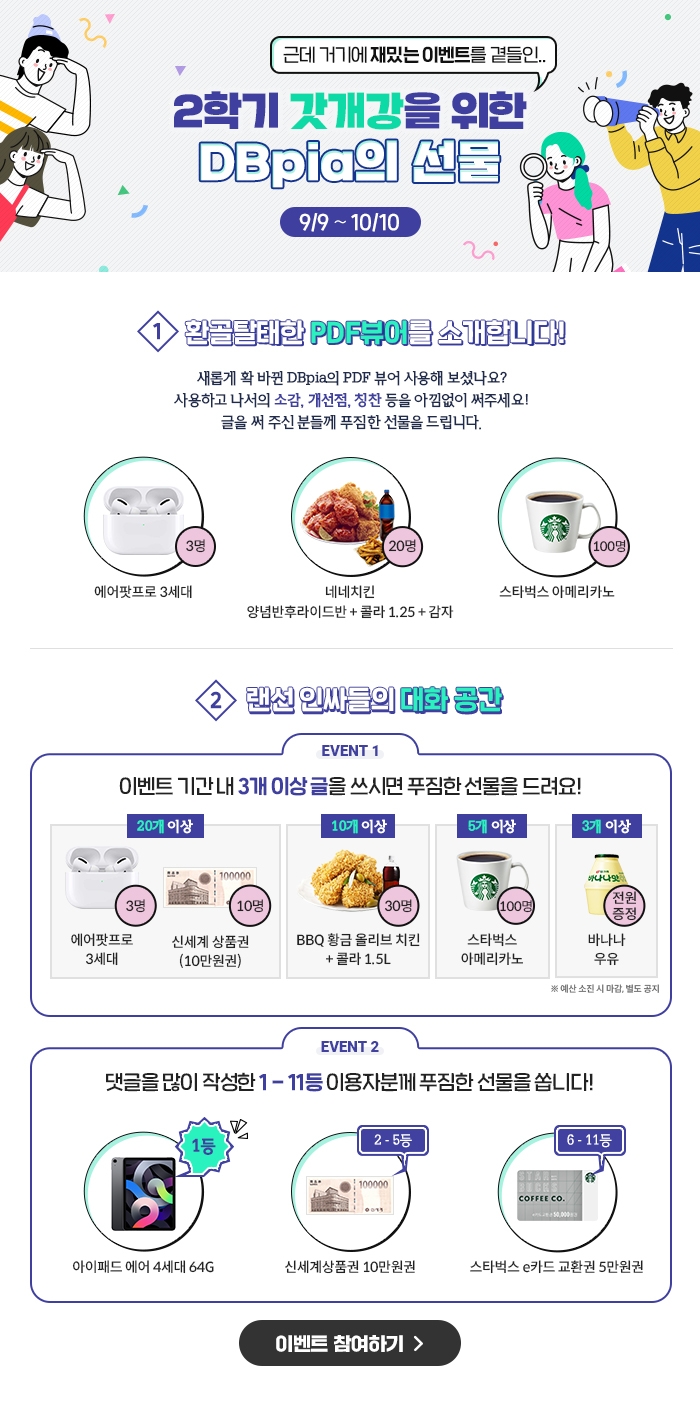 근데 거기에 재밌는 이벤트를 곁들인..
2학기 갓개강을 위한
DBpia의 선물
9/9 ~ 10/10
1 환골탈태한 PDF뷰어를 소개합니다!
새롭게 확 바뀐 DBpia의 PDF 뷰어 사용해 보셨나요?
사용하고 나서의 소감, 개선점, 칭찬 등을 아낌없이 써주세요!
글을 써 주신 분들께 푸짐한 선물을 드립니다.
3명
20명
100명
에어팟프로 3세대
네네치킨
양념반후라이드반 + 콜라 1.25 + 감자
스타벅스 아메리카노
2 랜선 인싸들의 대화 공간
EVENT 1
이벤트 기간 내 3개 이상 글을 쓰시면 푸짐한 선물을 드려요!
20개 이상
10개 이상
5개 이상
3개 이상
100000
바나나맛
3명
10명
30명
100명
전원
증정
에어팟프로
3세대
신세계 상품권
(10만원권)
BBQ 황금 올리브 치킨
+ 콜라 1.5L
스타벅스
아메리카노
바나나
우유
※ 예산 소진 시 마감, 별도 공지
EVENT 2
댓글을 많이 작성한 1 – 11등 이용자분께 푸짐한 선물을 쏩니다!
1등
2 - 5등
6 - 11등
100000
COFFEE CO.
50,000
아이패드 에어 4세대 64G
신세계상품권 10만원권
스타벅스 e카드 교환권 5만원권
이벤트 참여하기 >